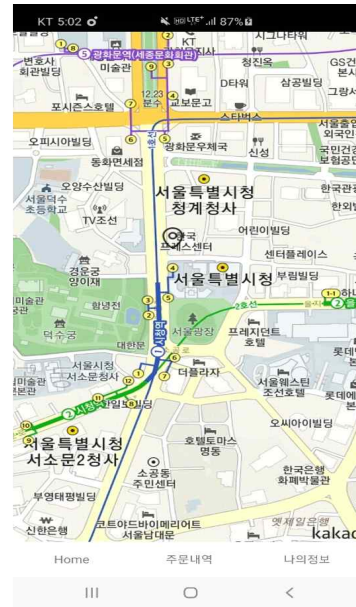 KT 5:02
LTE+ 87%
시그나타워
KT
변호사
회관빌딩
미술관
5 광화문역(세종문화회관)
청진옥
GS건
본사
12.23
분수
D타워
삼공빌딩
포시즌스호텔
교보문고
스타벅스
오피시아빌딩
광화문우체국
신성
서울출입
외국인
동화면세점
국민건강
보험공단
오양수산빌딩
서울특별시청
청계청사
한국관
서울덕수
초등학교
TV조선
프레스센터
어린이빌딩
경운궁
양이재
센터플레이스
서울특별시청
부림빌딩
미술관
함녕전
2호선
덕수궁
대한문
서울광장
프레지던트
호텔
1 시청역
서울시청
서소문청사
더플라자
서울웨스틴
조선호텔
2 시청역
서울특별시청
서소문2청사
오씨아이빌딩
호텔토마스
명동
소공동
주민센터
한국은행
화폐박물관
부영태평빌딩
신한은행
코트야드바이메리어트
서울남대문
옛제일은행
kakao
Home 주문내역 나의정보